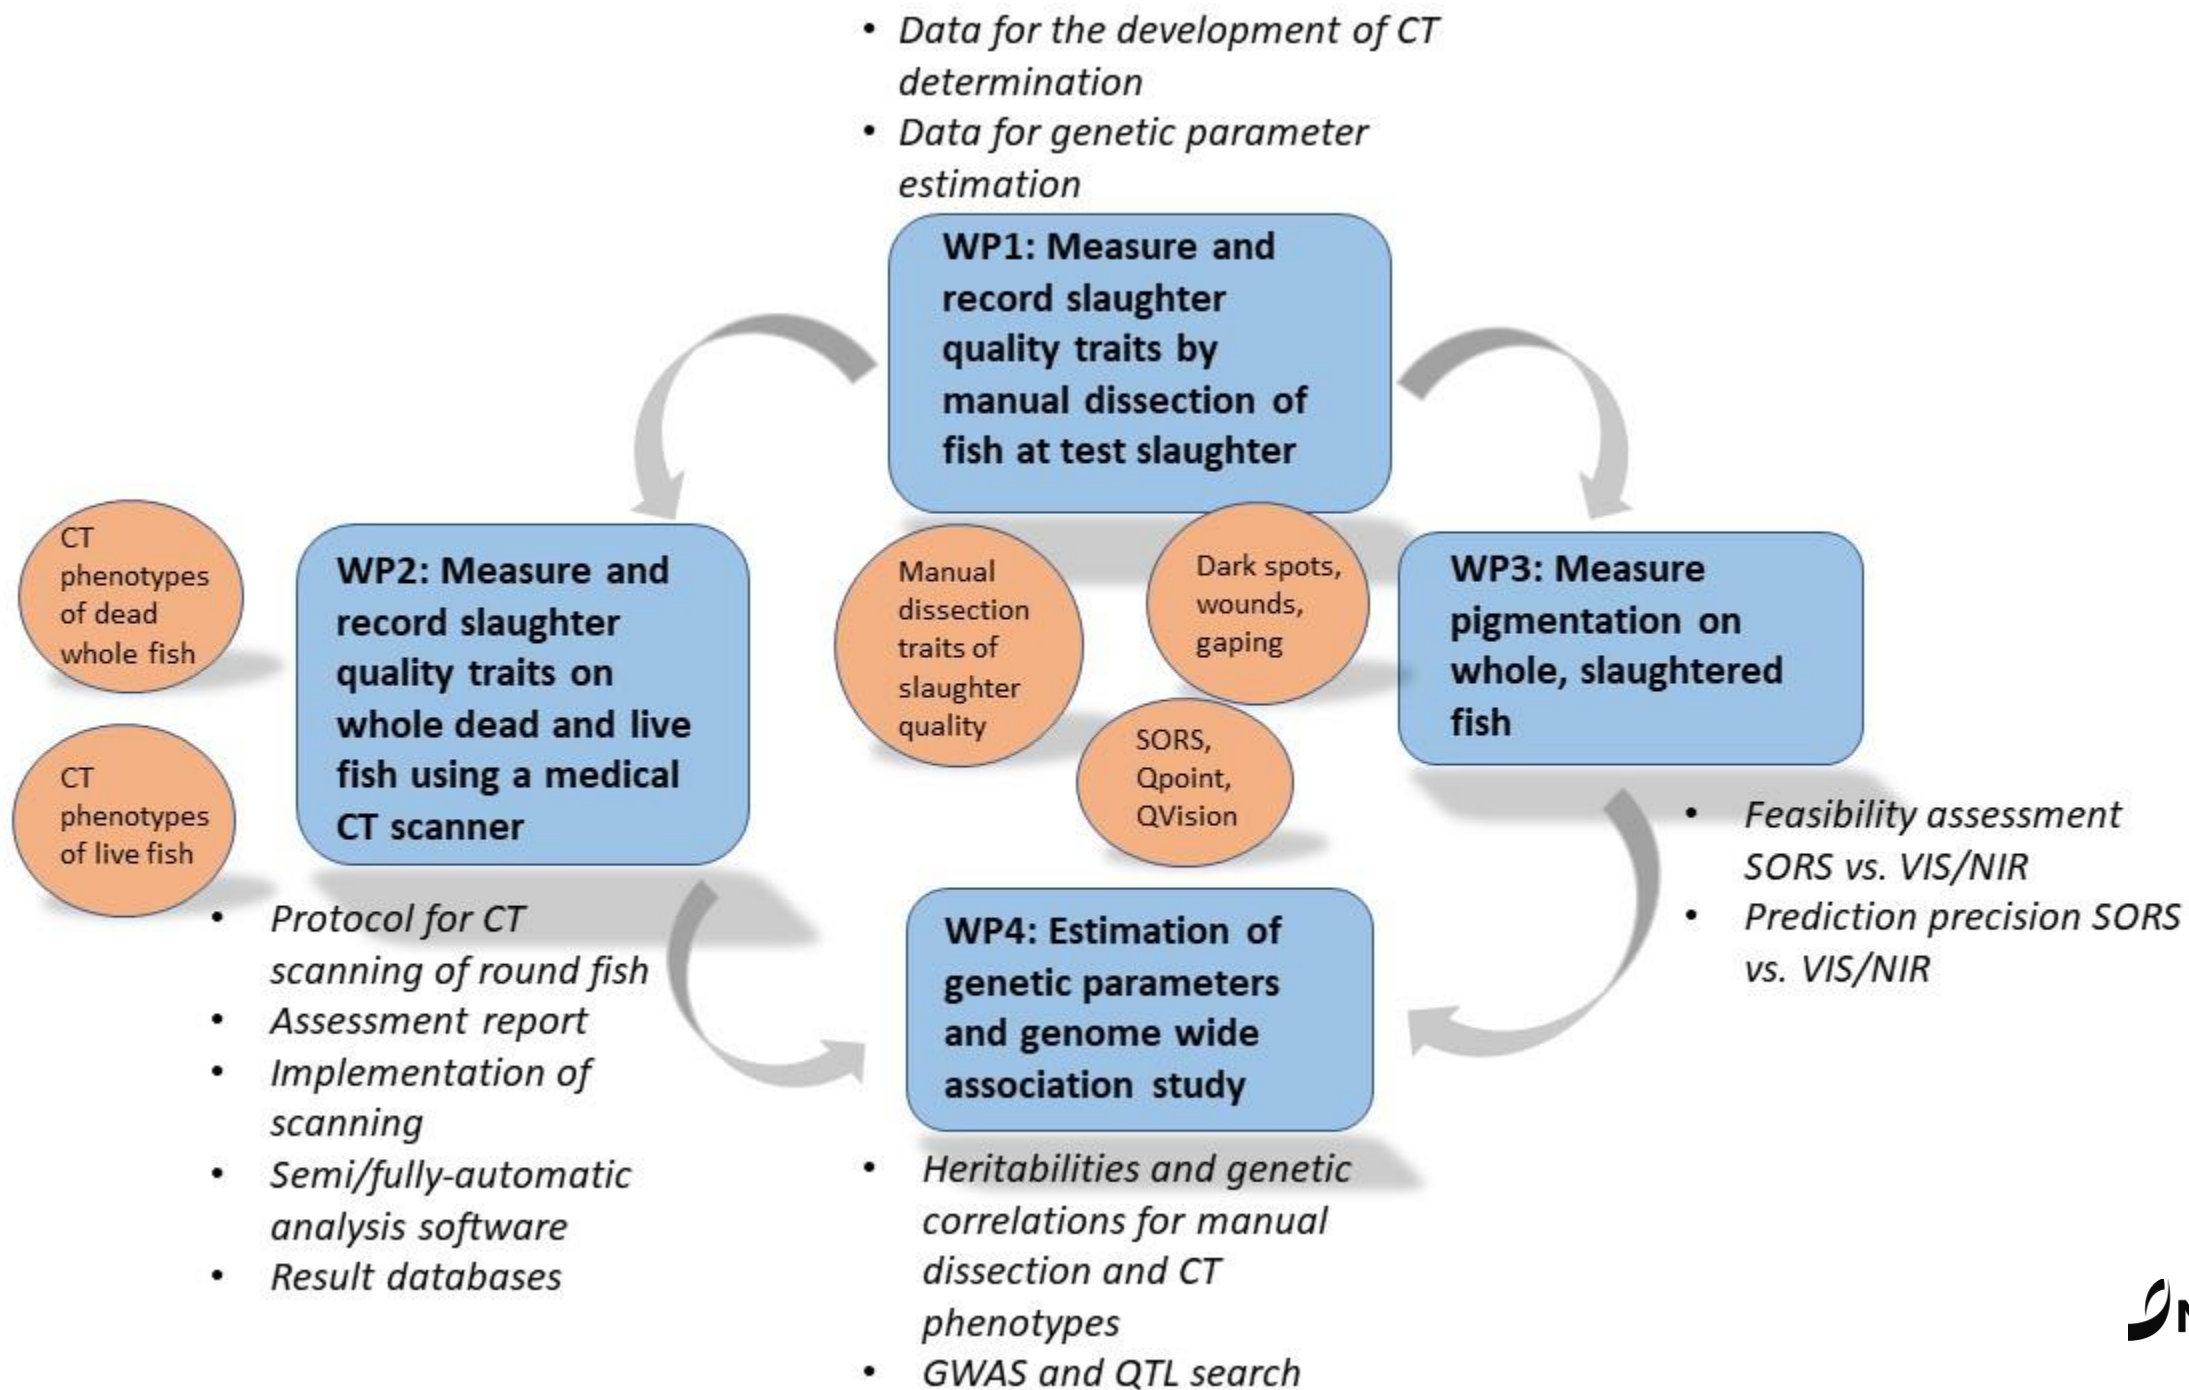 • Data for the development of CT
determination
• Data for genetic parameter
estimation
WP1: Measure and
record slaughter
quality traits by
manual dissection of
fish at test slaughter
CT
phenotypes
of dead
whole fish
CT
phenotypes
of live fish
WP2: Measure and
record slaughter
quality traits on
whole dead and live
fish using a medical
CT scanner
Manual
dissection
traits of
slaughter
quality
Dark spots,
wounds,
gaping
SORS,
Qpoint,
QVision
WP3: Measure
pigmentation on
whole, slaughtered
fish
• Feasibility assessment
SORS vs. VIS/NIR
• Prediction precision SORS
vs. VIS/NIR
• Protocol for CT
scanning of round fish
• Assessment report
• Implementation of
scanning
• Semi/fully-automatic
analysis software
• Result databases
WP4: Estimation of
genetic parameters
and genome wide
association study
• Heritabilities and genetic
correlations for manual
dissection and CT
phenotypes
• GWAS and QTL search